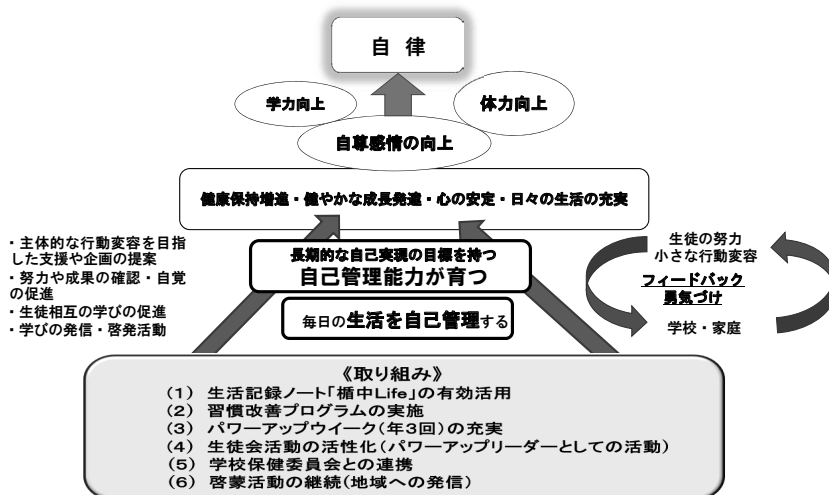 自 律
学力向上
体力向上
自尊感情の向上
健康保持増進・健やかな成長発達・心の安定・日々の生活の充実
・主体的な行動変容を目指
した支援や企画の提案
・努力や成果の確認・自覚
の促進
・生徒相互の学びの促進
・学びの発信・啓発活動
長期的な自己実現の目標を持つ
自己管理能力が育つ
毎日の生活を自己管理する
生徒の努力
小さな行動変容
フィードバック
勇気づけ
学校・家庭
《取り組み》
(1) 生活記録ノート「楯中Life」の有効活用
(2) 習慣改善プログラムの実施
(3) パワーアップウイーク(年3回)の充実
(4) 生徒会活動の活性化(パワーアップリーダーとしての活動)
(5) 学校保健委員会との連携
(6) 啓蒙活動の継続(地域への発信)